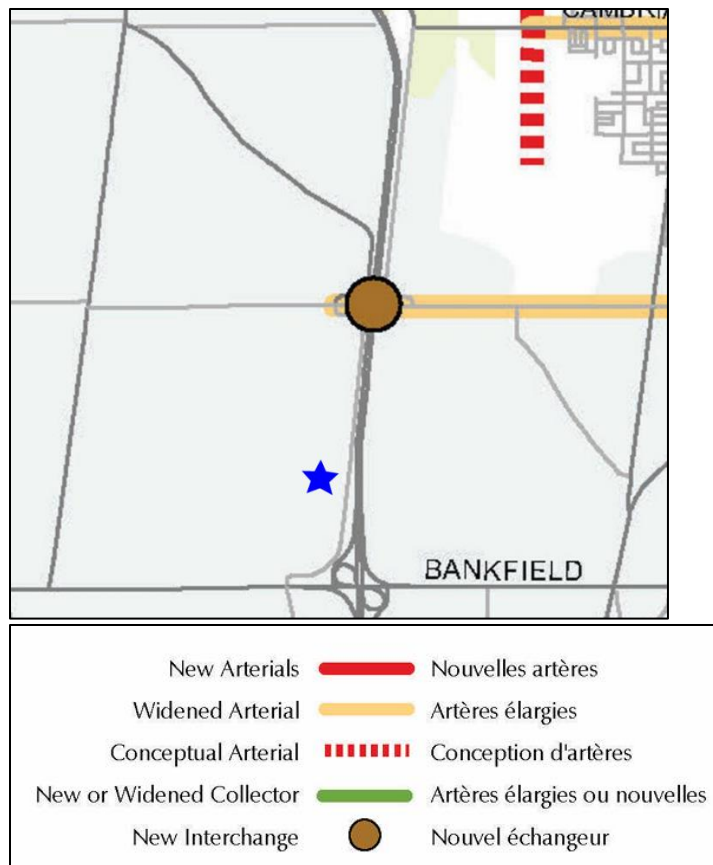 CAMBRIA
BANKFIELD
New Arterials Nouvelles artères
Widened Arterial Artères élargies
Conceptual Arterial Conception d'artères
New or Widened Collector Artères élargies ou nouvelles
New Interchange Nouvel échangeur